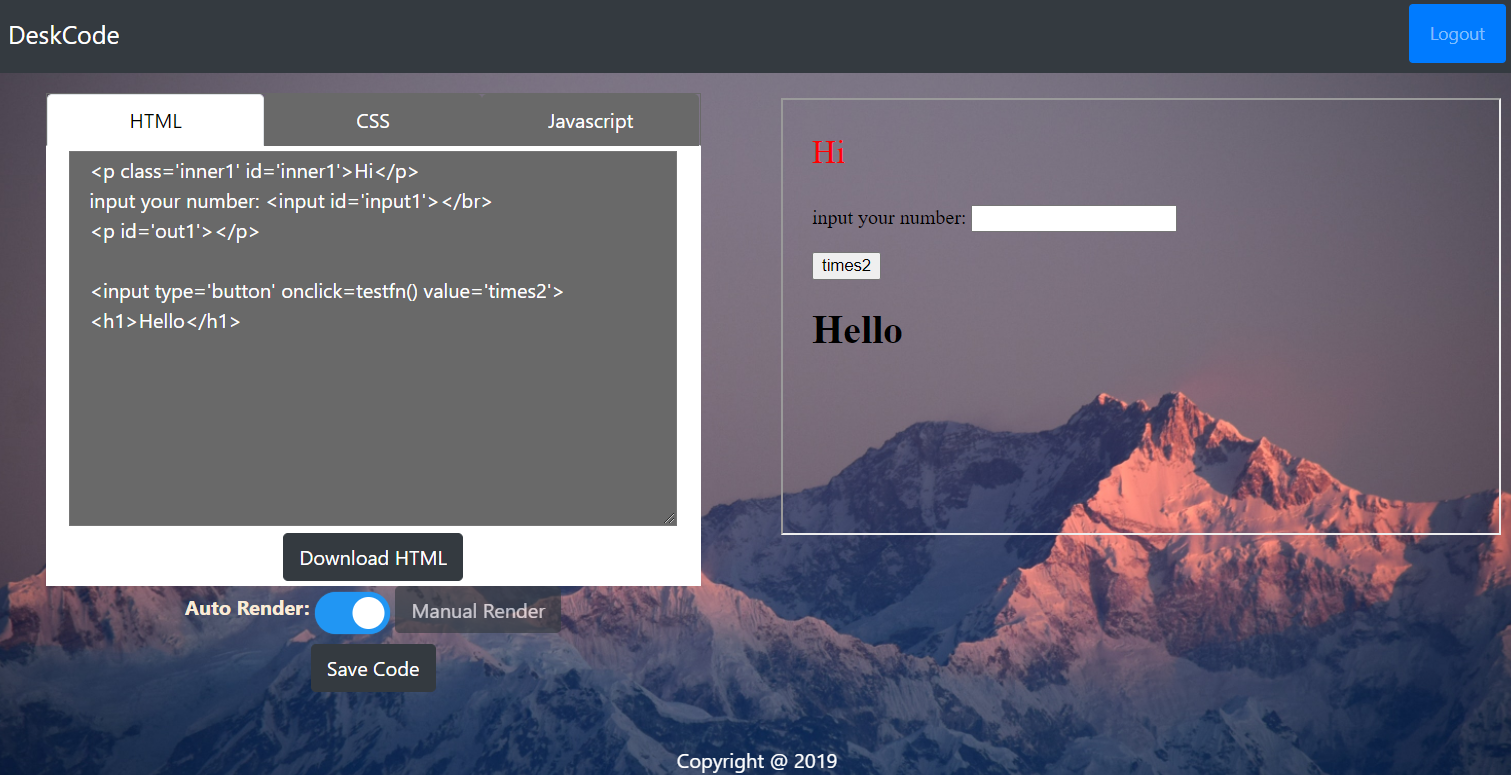 DeskCode
Logout
HTML CSS Javascript
<p class='inner1' id='inner1'>Hi</p>
input your number: <input id='input1'></br>
<p id='out1'></p>
<input type='button' onclick=testfn() value='times2'>
<h1>Hello</h1>
Download HTML
Auto Render: Manual Render
Save Code
Hi
input your number:
times2
Hello
Copyright @ 2019